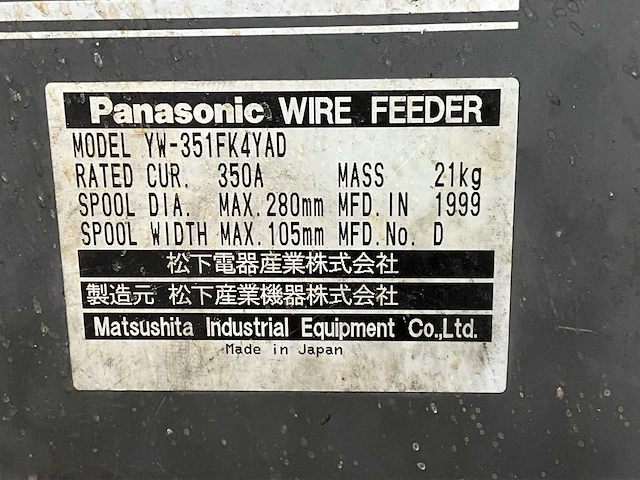 Panasonic WIRE FEEDER
MODEL YW-351FK4YAD
RATED CUR. 350A MASS 21kg
SPOOL DIA. MAX.280mm MFD.IN 1999
SPOOL WIDTH MAX.105mm MFD.No. D
松下電器産業株式会社
製造元 松下産業機器株式会社
Matsushita Industrial Equipment Co.,Ltd.
Made in Japan